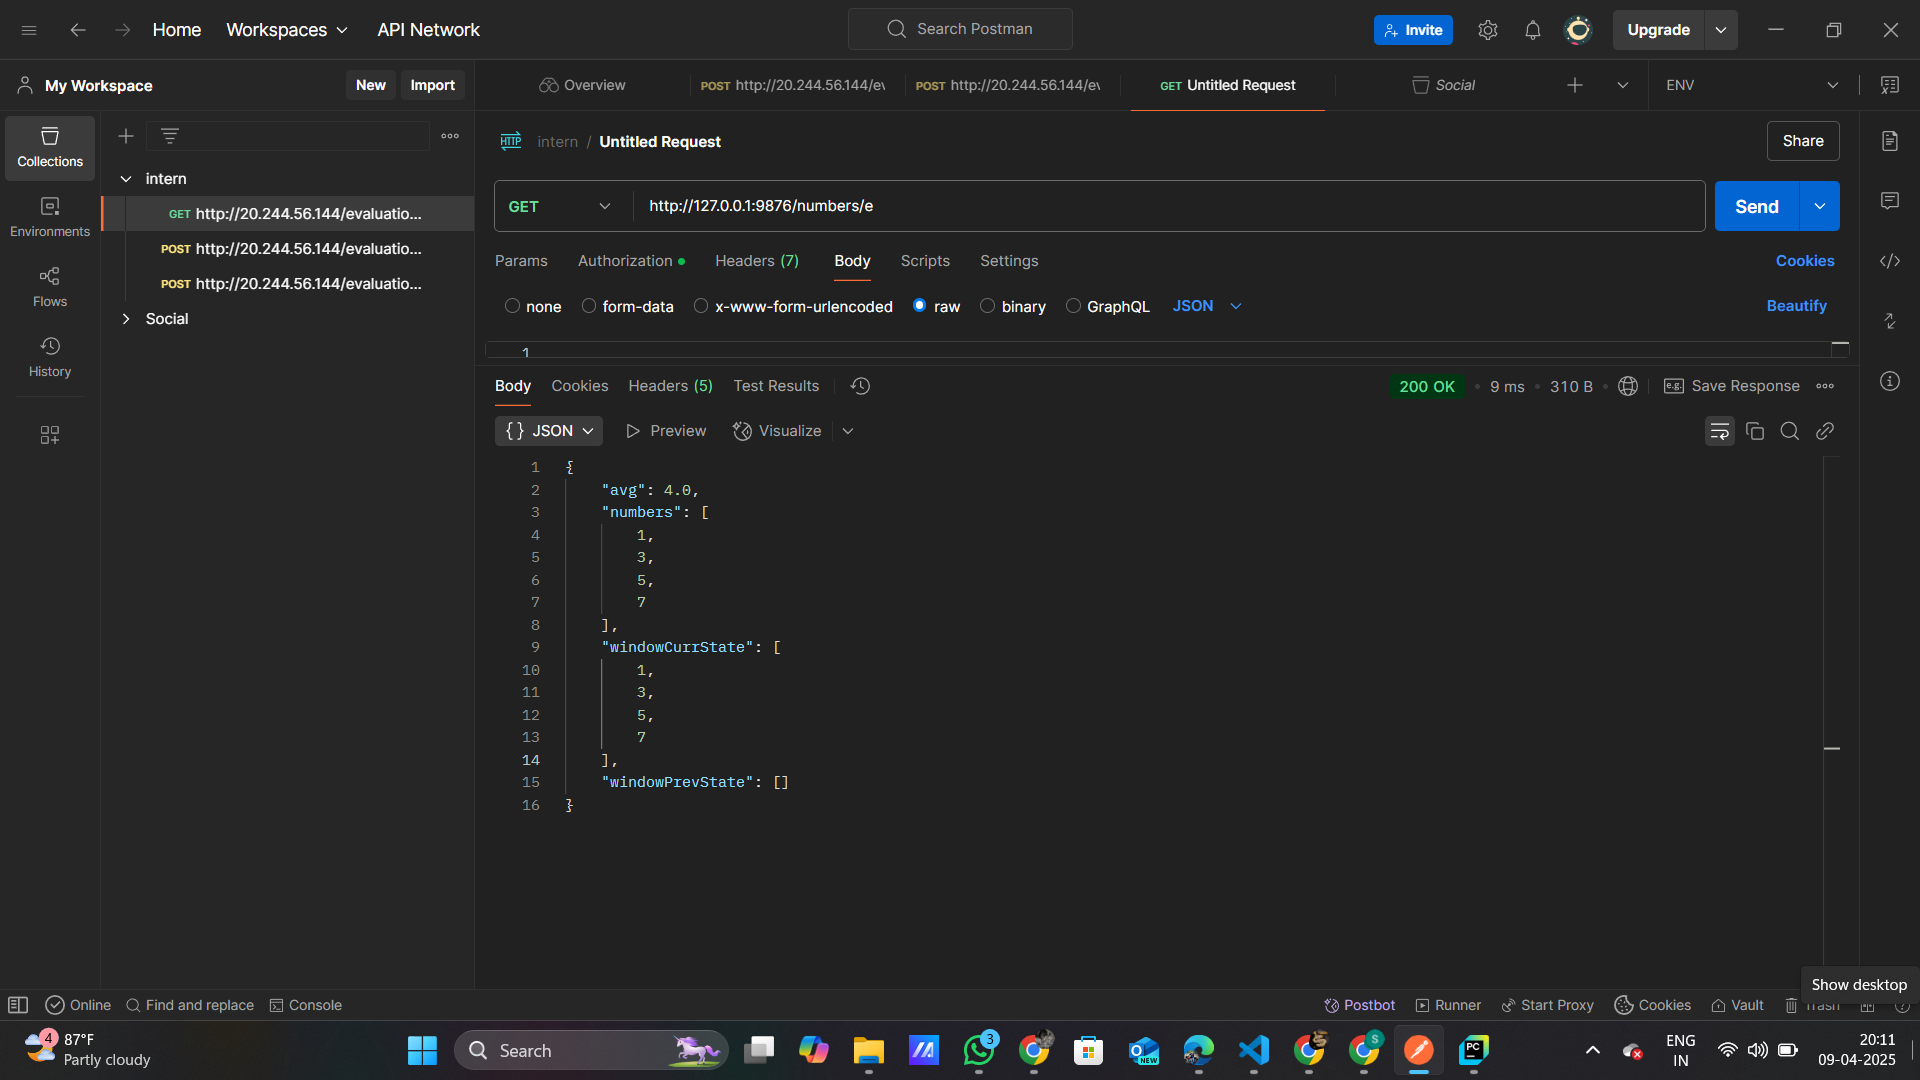 Home
Workspaces
API Network
Search Postman
Invite
Upgrade
My Workspace
New
Import
Overview
POST http://20.244.56.144/ev
POST http://20.244.56.144/ev
GET Untitled Request
Social
ENV
Collections
Environments
Flows
History
intern
GET http://20.244.56.144/evaluatio...
POST http://20.244.56.144/evaluatio...
POST http://20.244.56.144/evaluatio...
Social
HTTP intern / Untitled Request
Share
GET
http://127.0.0.1:9876/numbers/e
Send
Params
Authorization
Headers (7)
Body
Scripts
Settings
Cookies
none
form-data
x-www-form-urlencoded
raw
binary
GraphQL
JSON
Beautify
1
Body
Cookies
Headers (5)
Test Results
200 OK
9 ms
310 B
e.g. Save Response
{} JSON
Preview
Visualize
1 {
2 "avg": 4.0,
3 "numbers": [
4 1,
5 3,
6 5,
7 7
8 ],
9 "windowCurrState": [
10 1,
11 3,
12 5,
13 7
14 ],
15 "windowPrevState": []
16 }
Show desktop
Online
Find and replace
Console
Postbot
Runner
Start Proxy
Cookies
Vault
Trash
4
87°F
Partly cloudy
Search
NEW
3
S
PC
ENG
IN
20:11
09-04-2025